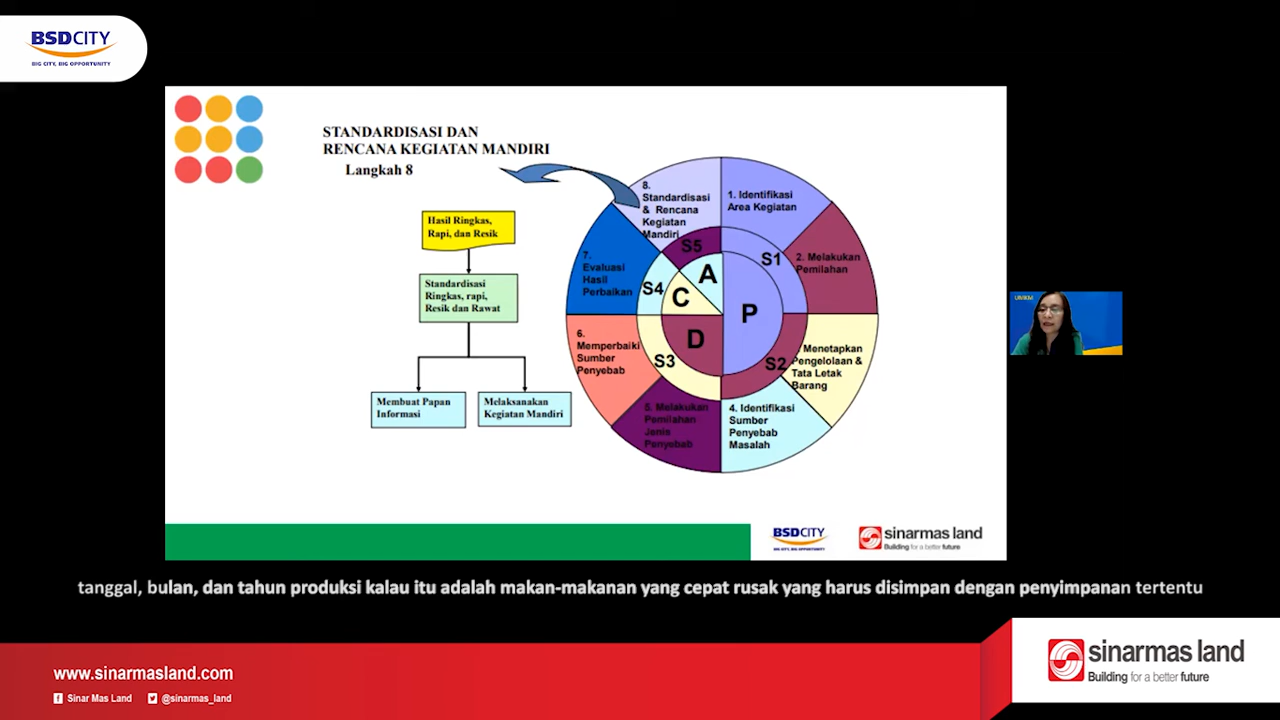 BSDCITY
BIG CITY, BIG OPPORTUNITY
STANDARDISASI DAN
RENCANA KEGIATAN MANDIRI
Langkah 8
Hasil Ringkas,
Rapi, dan Resik
Standardisasi
Ringkas, rapi,
Resik dan Rawat
Membuat Papan
Informasi
Melaksanakan
Kegiatan Mandiri
8.
Standardisasi
& Rencana
Kegiatan
Mandiri
1. Identifikasi
Area Kegiatan
2. Melakukan
Pemilahan
Menetapkan
Pengelolaan &
Tata Letak
Barang
4. Identifikasi
Sumber
Penyebab
Masalah
5. Melakukan
Pemilahan
Jenis
Penyebab
6.
Memperbaiki
Sumber
Penyebab
7.
Evaluasi
Hasil
Perbaikan
S5
S1
S4
S3
S2
A
C
P
D
UMKM
BSDCITY
BIG CITY, BIG OPPORTUNITY
sinarmas land
Building for a better future
tanggal, bulan, dan tahun produksi kalau itu adalah makan-makanan yang cepat rusak yang harus disimpan dengan penyimpanan tertentu
www.sinarmasland.com
Sinar Mas Land
@sinarmas_land
sinarmas land
Building for a better future